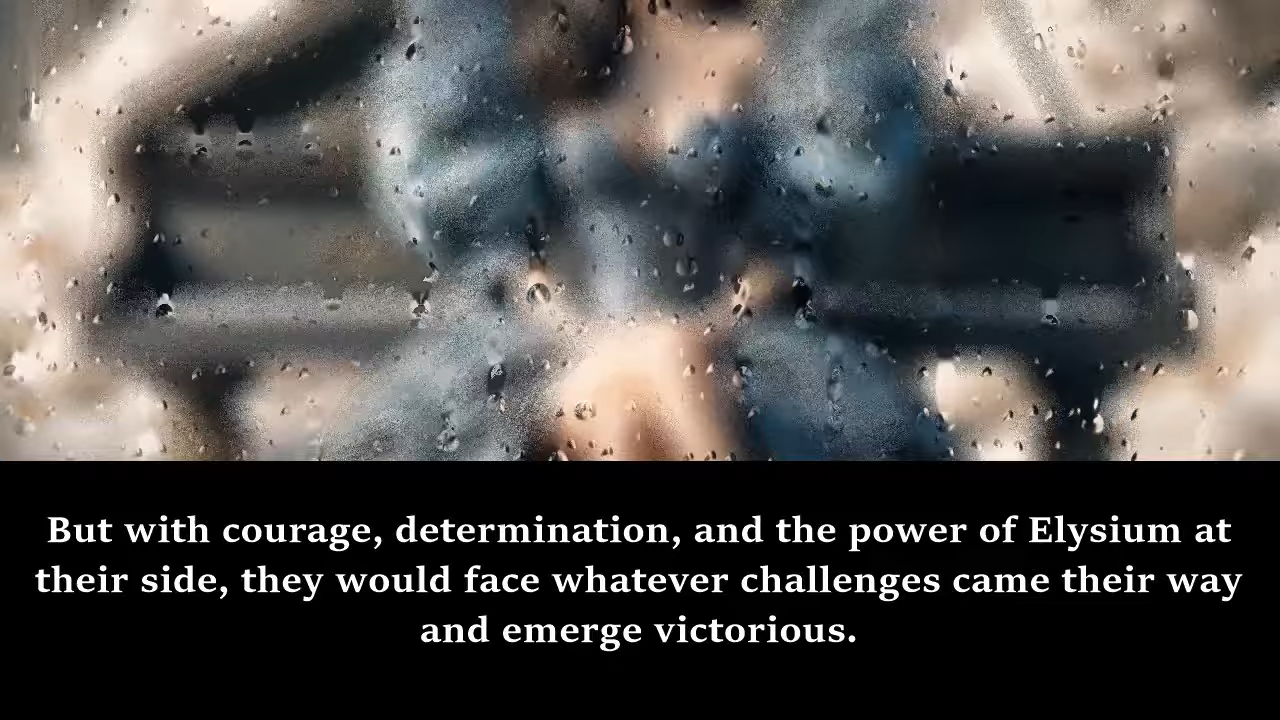 But with courage, determination, and the power of Elysium at
their side, they would face whatever challenges came their way
and emerge victorious.